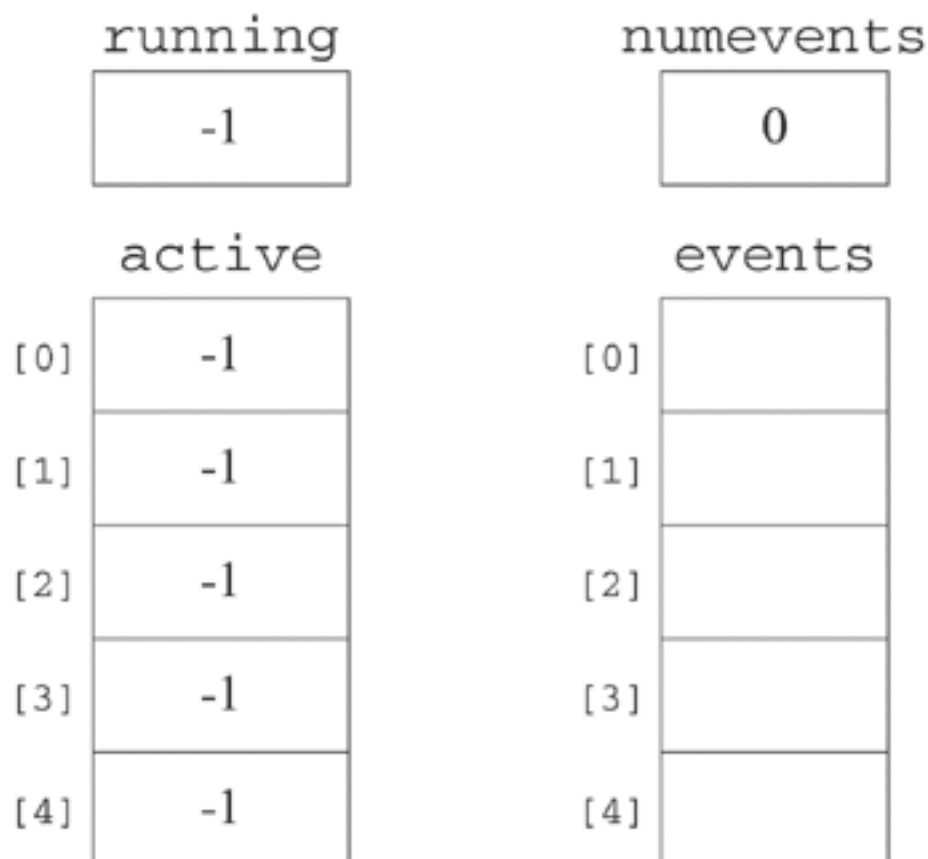 running numevents
-1 0
active events
[0] -1 [0]
[1] -1 [1]
[2] -1 [2]
[3] -1 [3]
[4] -1 [4]